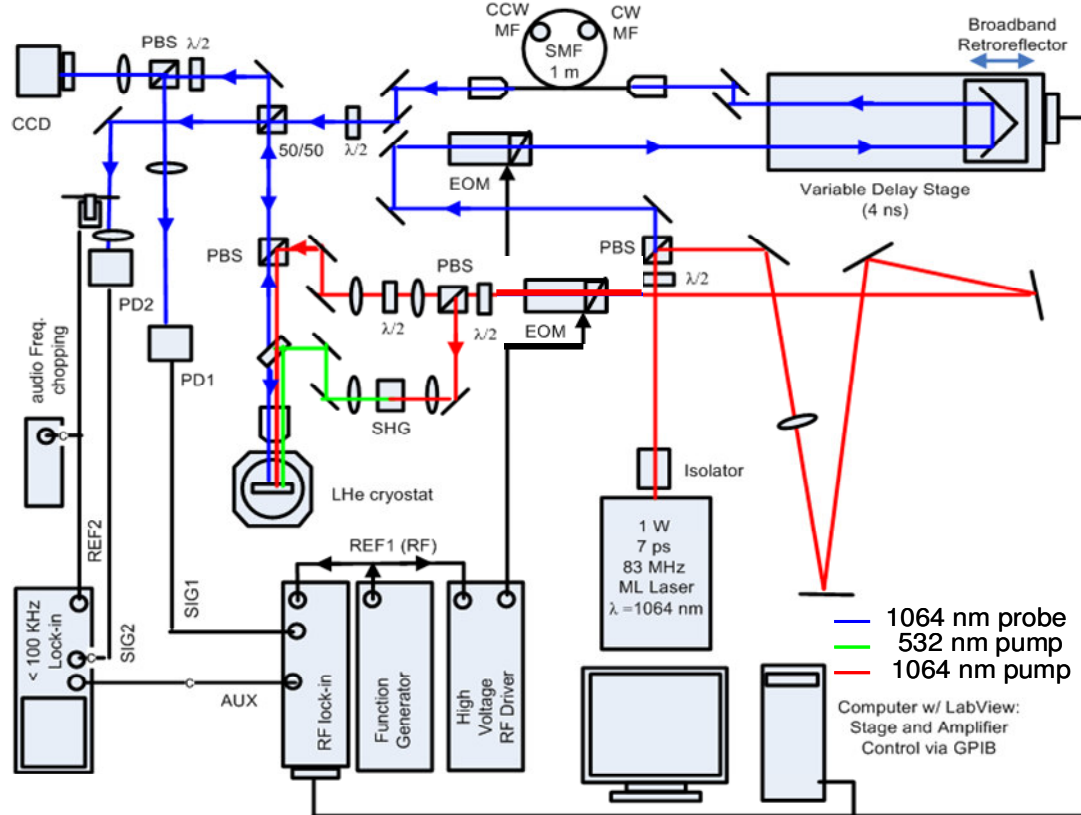 CCW
MF
CW
MF
SMF
1 m
Broadband
Retroreflector
PBS
λ/2
CCD
50/50
λ/2
EOM
Variable Delay Stage
(4 ns)
PBS
PBS
PBS
λ/2
PD2
λ/2
λ/2
EOM
audio Freq.
chopping
PD1
SHG
C
Isolator
LHe cryostat
1 W
7 ps
83 MHz
ML Laser
λ =1064 nm
REF2
REF1 (RF)
SIG1
SIG2
1064 nm probe
532 nm pump
1064 nm pump
< 100 KHz
Lock-in
C
C
AUX
RF lock-in
Function
Generator
High
Voltage
RF Driver
Computer w/ LabView:
Stage and Amplifier
Control via GPIB